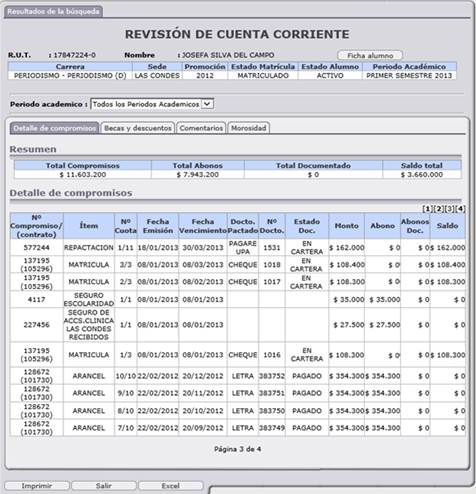 Resultados de la búsqueda
REVISIÓN DE CUENTA CORRIENTE
R.U.T. : 17847224-0 Nombre : JOSEFA SILVA DEL CAMPO Ficha alumno
Carrera Sede Promoción Estado Matrícula Estado Alumno Periodo Académico
PERIODISMO - PERIODISMO (D) LAS CONDES 2012 MATRICULADO ACTIVO PRIMER SEMESTRE 2013
Periodo academico : Todos los Periodos Academicos
Detalle de compromisos Becas y descuentos Comentarios Morosidad
Resumen
Total Compromisos Total Abonos Total Documentado Saldo total
$ 11.603.200 $ 7.943.200 $ 0 $ 3.660.000
Detalle de compromisos
[1][2][3][4]
Nº Compromiso/ (contrato) Ítem Nº Cuota Fecha Emisión Fecha Vencimiento Docto. Pactado Nº Docto. Estado Doc. Monto Abono Abonos Doc. Saldo
577244 REPACTACION 1/11 18/01/2013 30/03/2013 PAGARE UPA 1531 EN CARTERA $ 162.000 $ 0 $ 0 $ 162.000
137195 (105296) MATRICULA 3/3 08/01/2013 08/03/2013 CHEQUE 1018 EN CARTERA $ 108.400 $ 0 $ 0 $ 108.400
137195 (105296) MATRICULA 2/3 08/01/2013 08/02/2013 CHEQUE 1017 EN CARTERA $ 108.300 $ 0 $ 0 $ 108.300
4117 SEGURO ESCOLARIDAD 1/1 08/01/2013 08/01/2013 $ 35.000 $ 35.000 $ 0 $ 0
227456 SEGURO DE ACCS.CLINICA LAS CONDES RECIBIDOS 1/1 08/01/2013 08/01/2013 $ 27.500 $ 27.500 $ 0 $ 0
137195 (105296) MATRICULA 1/3 08/01/2013 08/01/2013 CHEQUE 1016 EN CARTERA $ 108.300 $ 0 $ 0 $ 108.300
128672 (101730) ARANCEL 10/10 22/02/2012 20/12/2012 LETRA 383752 PAGADO $ 354.300 $ 354.300 $ 0 $ 0
128672 (101730) ARANCEL 9/10 22/02/2012 20/11/2012 LETRA 383751 PAGADO $ 354.300 $ 354.300 $ 0 $ 0
128672 (101730) ARANCEL 8/10 22/02/2012 20/10/2012 LETRA 383750 PAGADO $ 354.300 $ 354.300 $ 0 $ 0
128672 (101730) ARANCEL 7/10 22/02/2012 20/09/2012 LETRA 383749 PAGADO $ 354.300 $ 354.300 $ 0 $ 0
Página 3 de 4
Imprimir Salir Excel